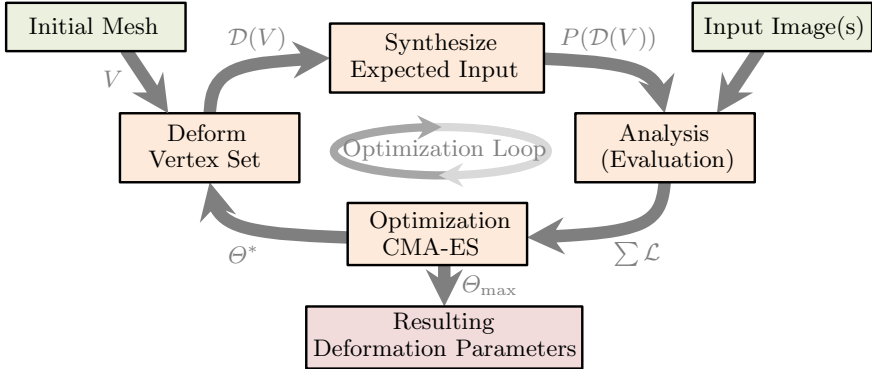 Initial Mesh
Input Image(s)
𝒟(V)
Synthesize
Expected Input
P(𝒟(V))
V
Deform
Vertex Set
Optimization Loop
Analysis
(Evaluation)
Optimization
CMA-ES
Θ*
∑ ℒ
Θmax
Resulting
Deformation Parameters